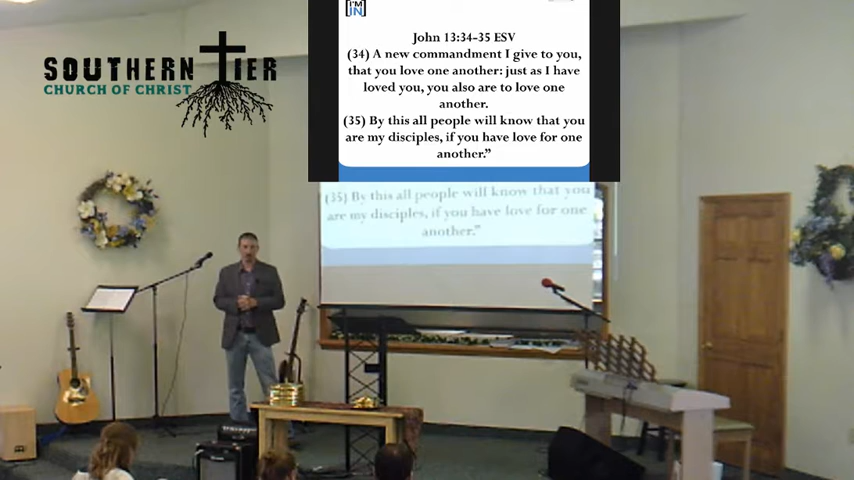 [I'M
IN]
SOUTHERN TIER
CHURCH OF CHRIST
John 13:34-35 ESV
(34) A new commandment I give to you,
that you love one another: just as I have
loved you, you also are to love one
another.
(35) By this all people will know that you
are my disciples, if you have love for one
another.”
(35) By this all people will know that you
are my disciples, if you have love for one
another.”